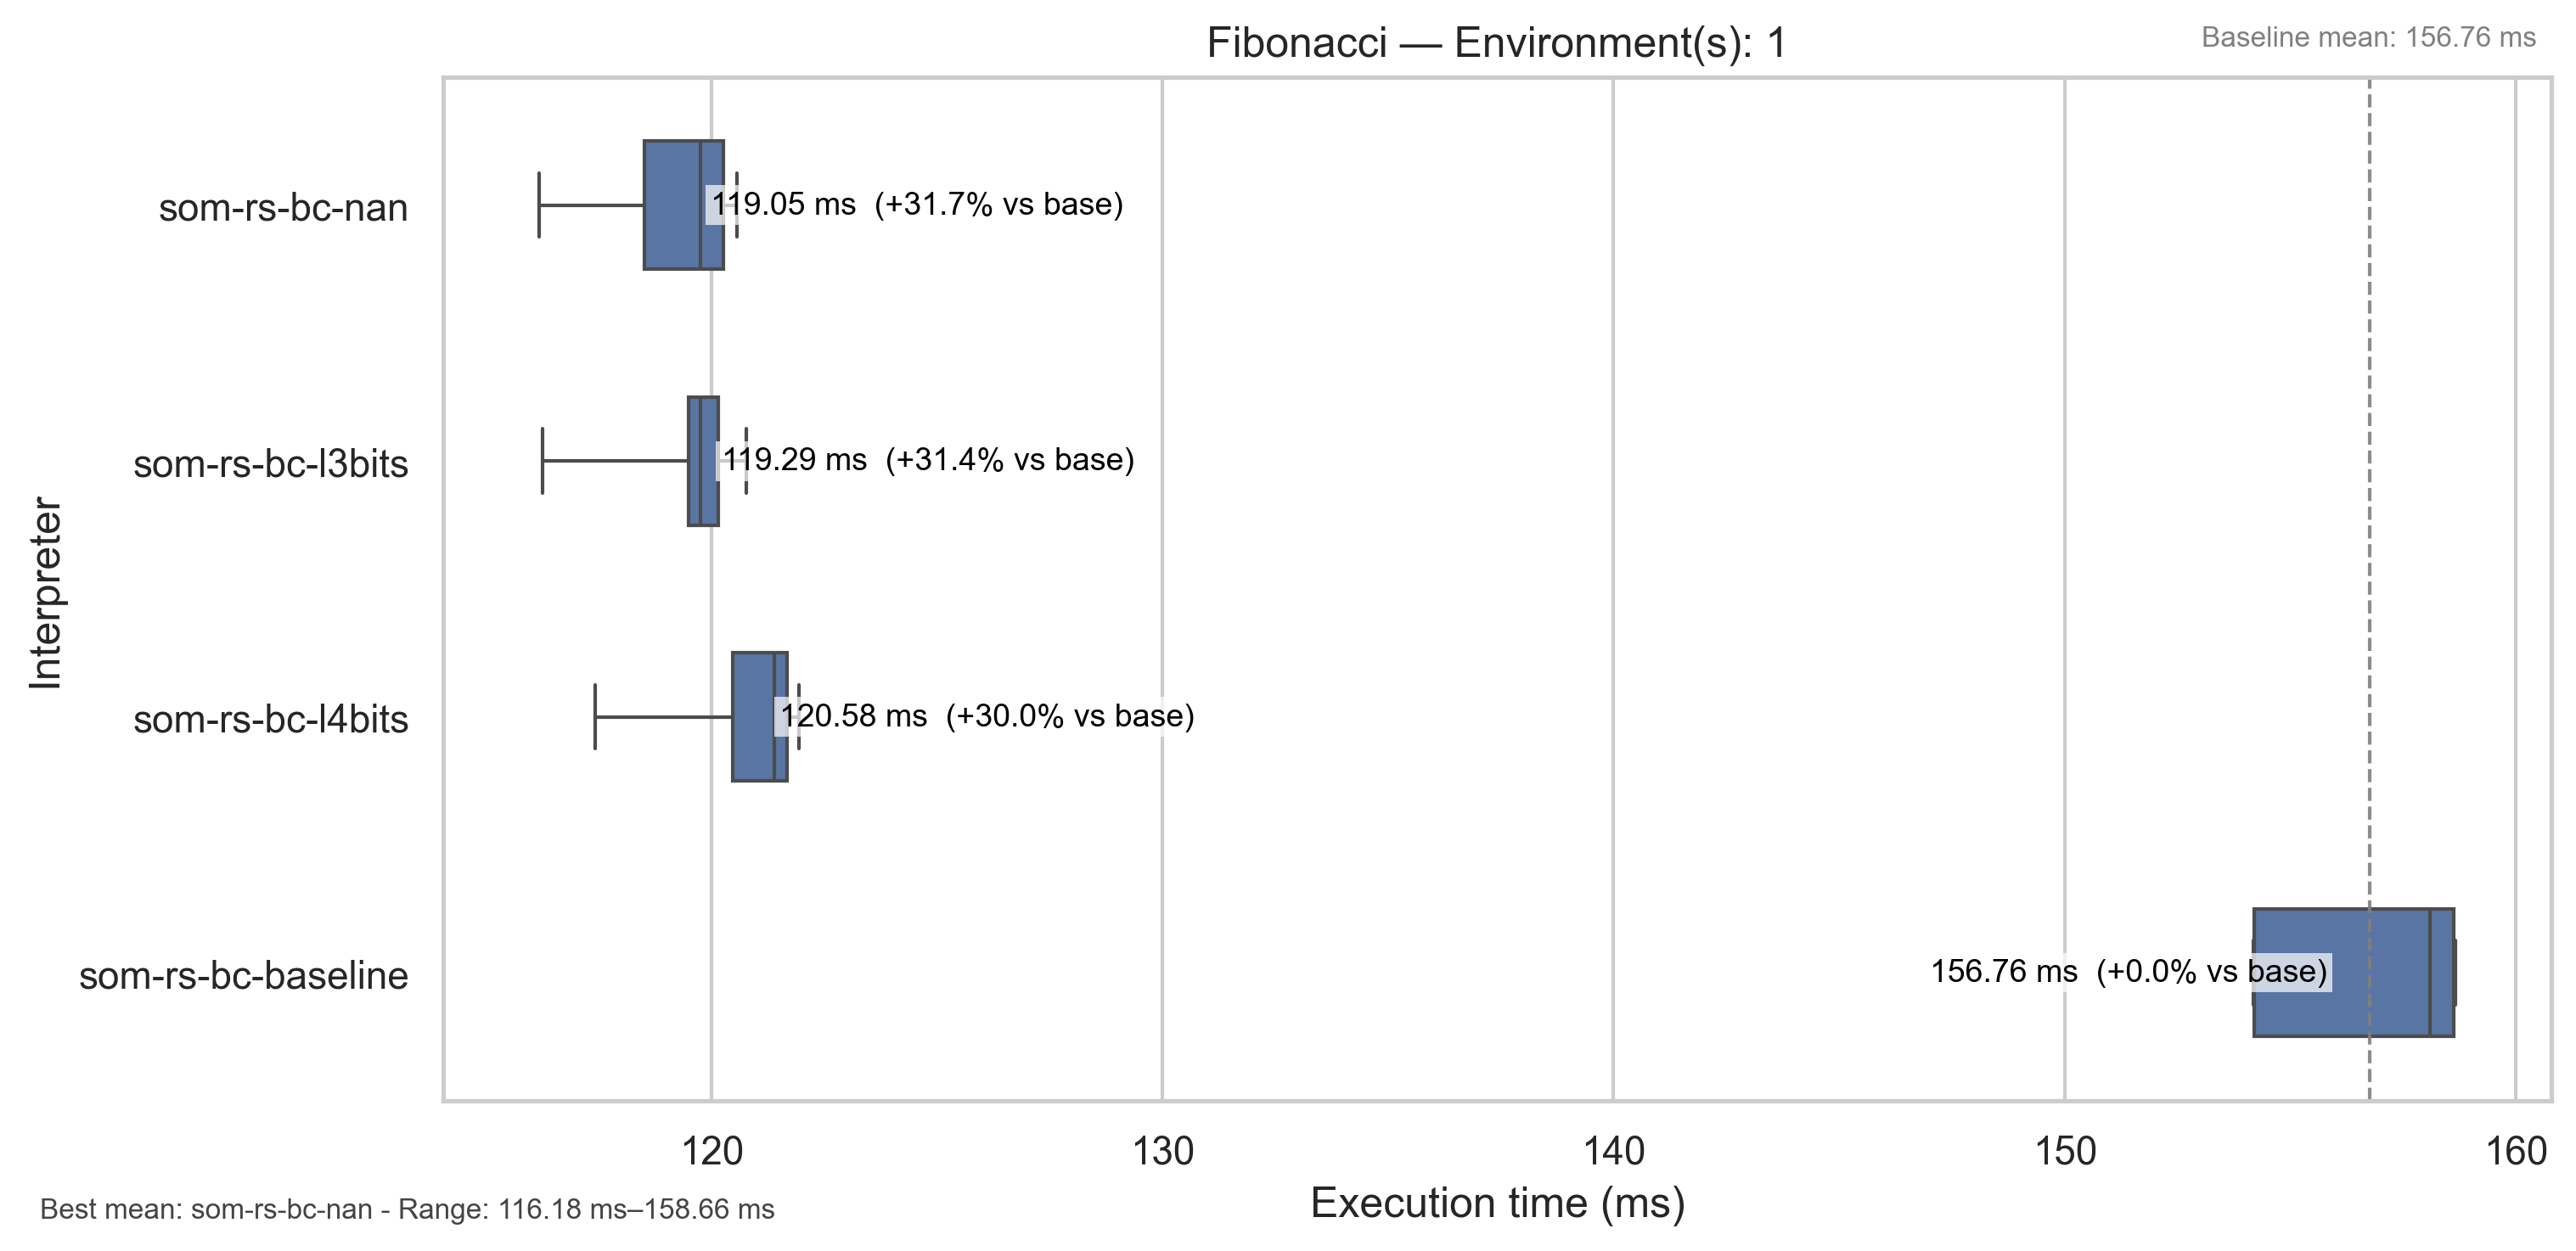 Fibonacci — Environment(s): 1
Baseline mean: 156.76 ms
Interpreter
som-rs-bc-nan
119.05 ms  (+31.7% vs base)
som-rs-bc-l3bits
119.29 ms  (+31.4% vs base)
som-rs-bc-l4bits
120.58 ms  (+30.0% vs base)
som-rs-bc-baseline
156.76 ms  (+0.0% vs base)
120 130 140 150 160
Execution time (ms)
Best mean: som-rs-bc-nan - Range: 116.18 ms–158.66 ms